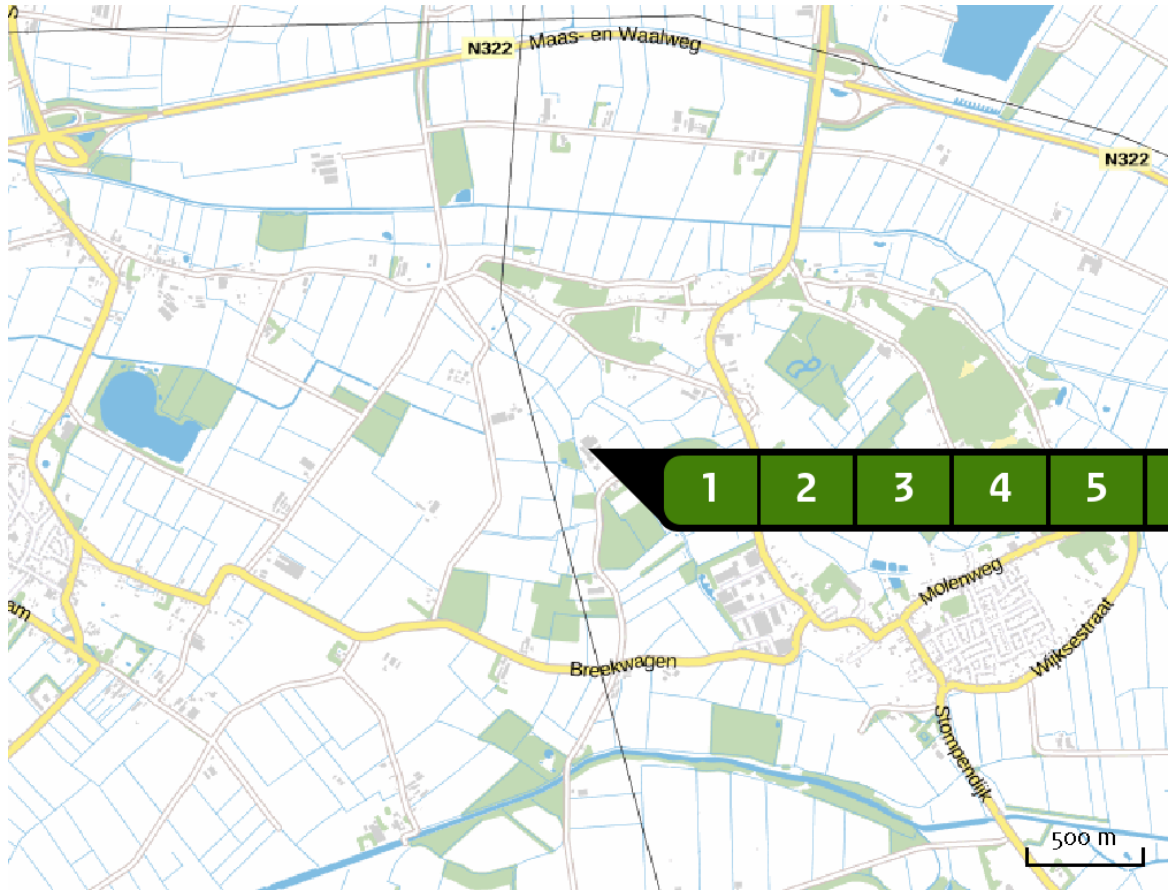 N322
Maas- en Waalweg
N322
1 2 3 4 5
Molenweg
Wijksestraat
Breekwagen
Stompendijk
500 m